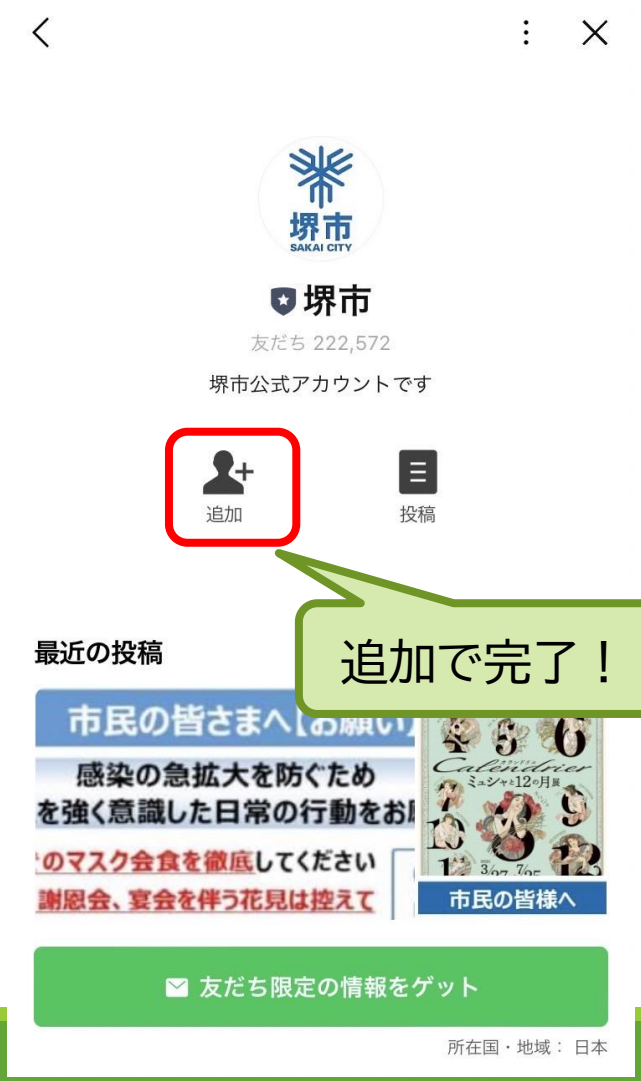 堺市
SAKAI CITY
堺市
友だち 222,572
堺市公式アカウントです
追加
投稿
追加で完了！
最近の投稿
市民の皆さまへ【お願い】
感染の急拡大を防ぐため
を強く意識した日常の行動をお
のマスク会食を徹底してください
謝恩会、宴会を伴う花見は控えて
Calendrier
ミュシャと12の月展
3/27 7/25
市民の皆様へ
友だち限定の情報をゲット
所在国・地域： 日本